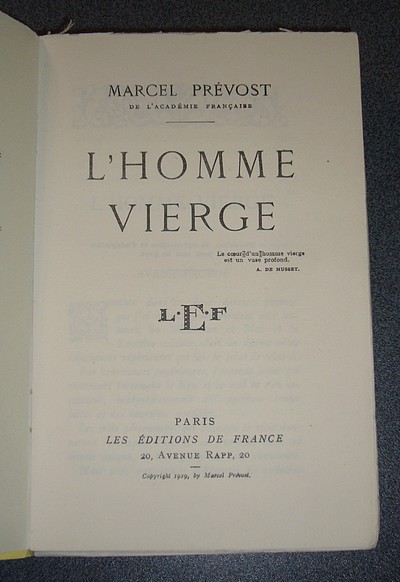 MARCEL PRÉVOST
DE L'ACADÉMIE FRANÇAISE
L'HOMME
VIERGE
Le cœur d'un homme vierge
est un vase profond.
A. DE MUSSET.
L·E·F
PARIS
LES ÉDITIONS DE FRANCE
20, AVENUE RAPP, 20
Copyright 1929, by Marcel Prévost.